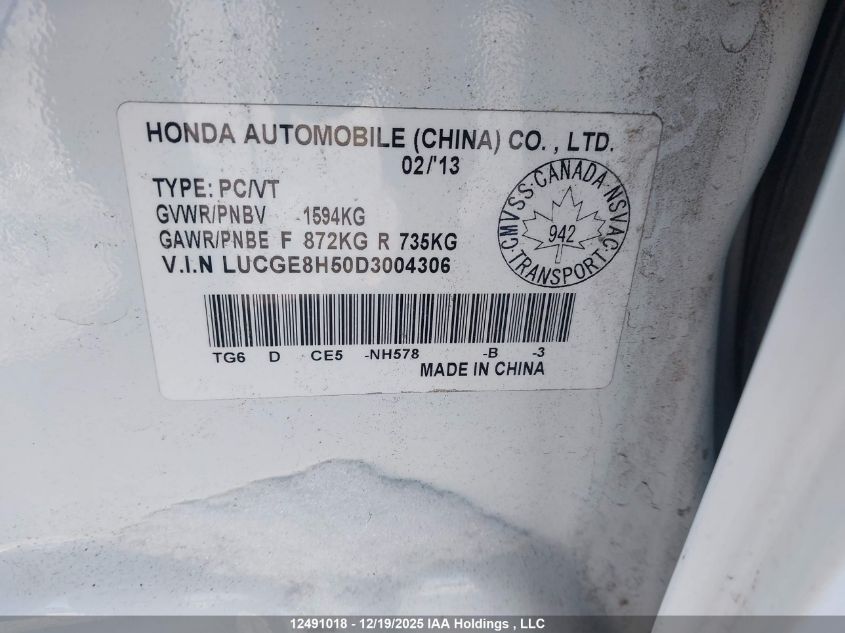 HONDA AUTOMOBILE (CHINA) CO. , LTD.
02/'13
TYPE: PC/VT
GVWR/PNBV 1594KG
GAWR/PNBE F 872KG R 735KG
V.I.N LUCGE8H50D3004306
CMVSS·CANADA·NSVAC·TRANSPORT·
942
TG6 D CE5 -NH578 -B -3
MADE IN CHINA
12491018 - 12/19/2025 IAA Holdings , LLC